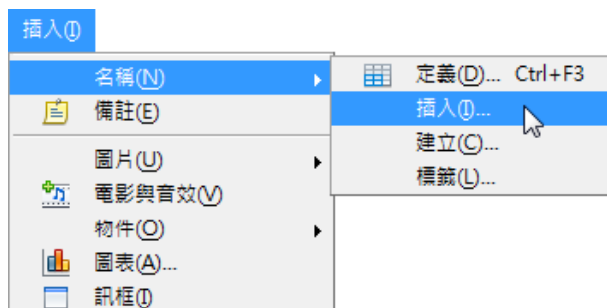 插入(I)
名稱(N)
備註(E)
圖片(U)
電影與音效(V)
物件(O)
圖表(A)...
訊框(I)
定義(D)... Ctrl+F3
插入(I)...
建立(C)...
標籤(L)...